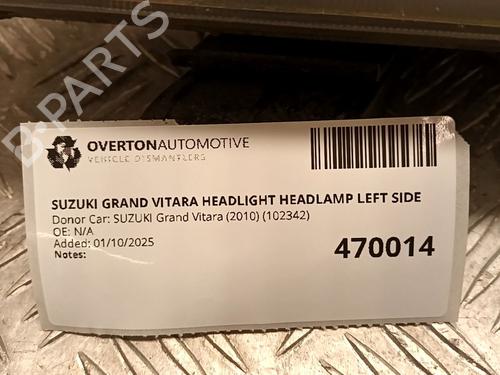 B-PARTS
OVERTONAUTOMOTIVE
VEHICLE DISMANTLERS
SUZUKI GRAND VITARA HEADLIGHT HEADLAMP LEFT SIDE
Donor Car: SUZUKI Grand Vitara (2010) (102342)
OE: N/A
Added: 01/10/2025
Notes:
470014